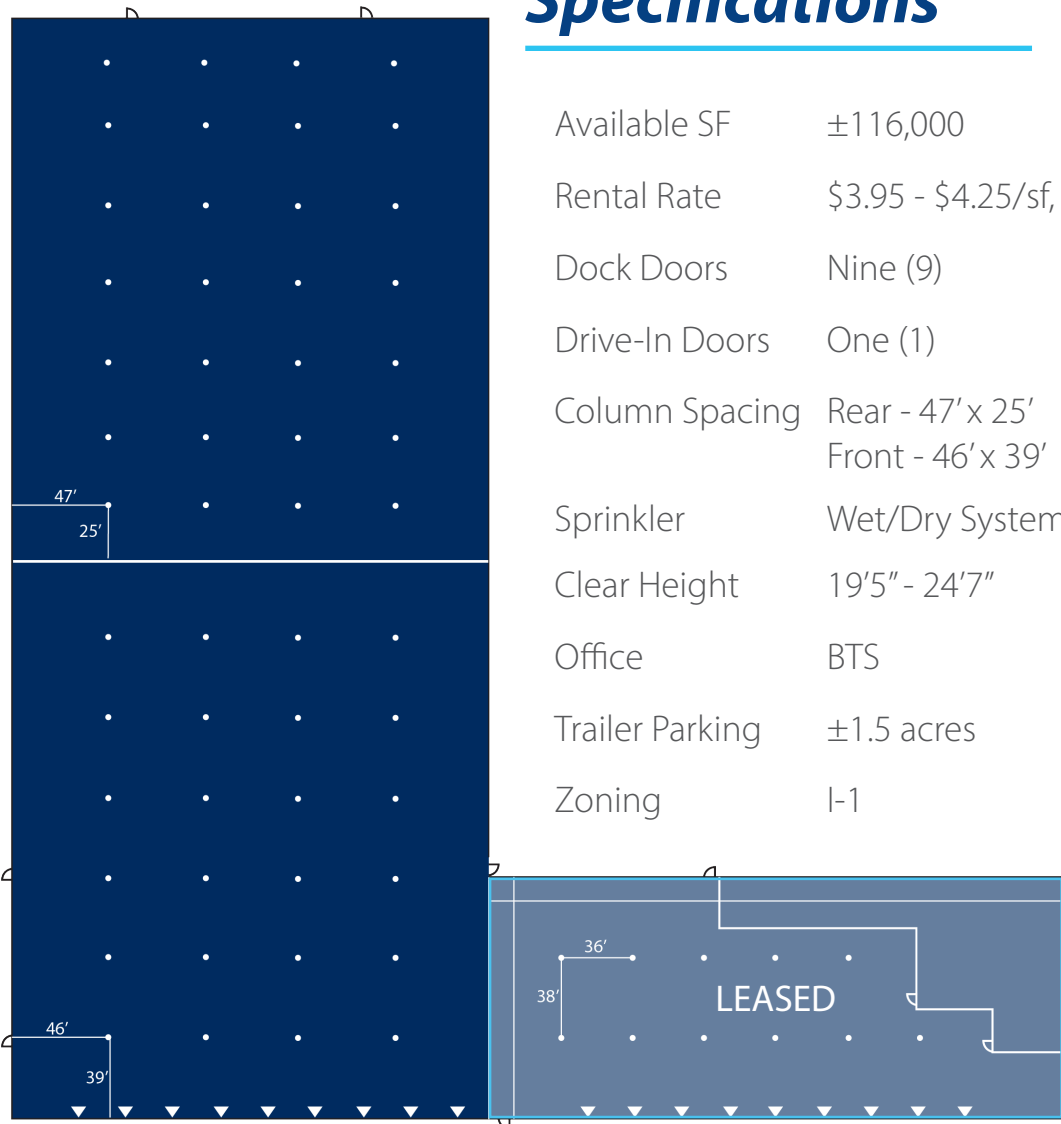 Specifications
Available SF ±116,000
Rental Rate $3.95 - $4.25/sf,
Dock Doors Nine (9)
Drive-In Doors One (1)
Column Spacing Rear - 47’ x 25’
Front - 46’ x 39’
Sprinkler Wet/Dry System
Clear Height 19’5” - 24’7”
Office BTS
Trailer Parking ±1.5 acres
Zoning I-1
47’
25’
46’
39’
36’
38’
LEASED